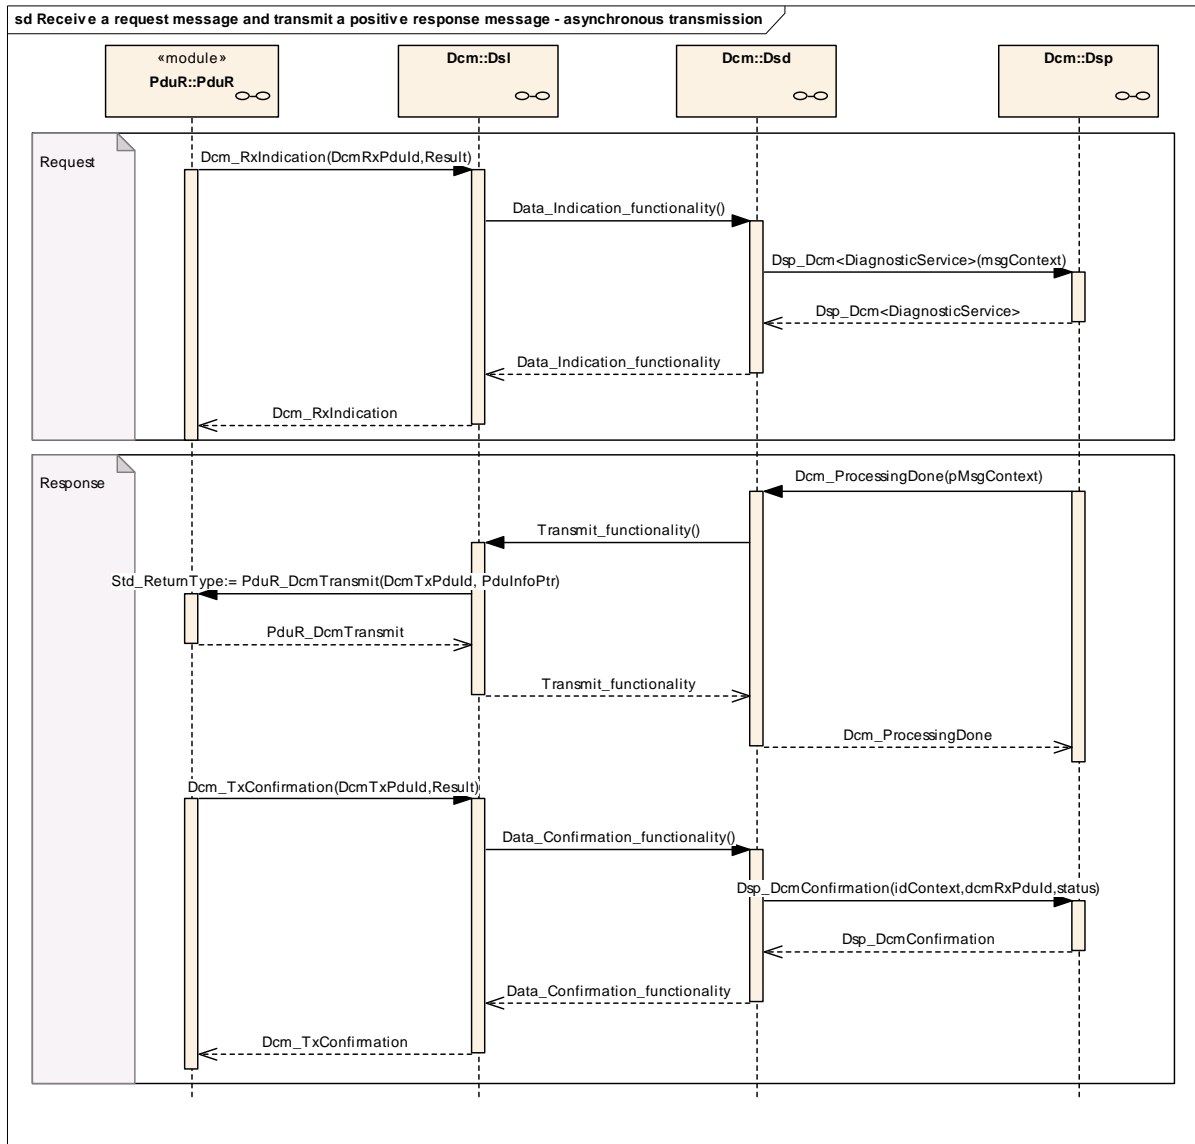 sd Receive a request message and transmit a positive response message - asynchronous transmission
«module»
PduR::PduR
Dcm::Dsl
Dcm::Dsd
Dcm::Dsp
Request
Dcm_RxIndication(DcmRxPduId,Result)
Data_Indication_functionality()
Dsp_Dcm<DiagnosticService>(msgContext)
Dsp_Dcm<DiagnosticService>
Data_Indication_functionality
Dcm_RxIndication
Response
Dcm_ProcessingDone(pMsgContext)
Transmit_functionality()
Std_ReturnType:= PduR_DcmTransmit(DcmTxPduId, PduInfoPtr)
PduR_DcmTransmit
Transmit_functionality
Dcm_ProcessingDone
Dcm_TxConfirmation(DcmTxPduId,Result)
Data_Confirmation_functionality()
Dsp_DcmConfirmation(idContext,dcmRxPduId,status)
Dsp_DcmConfirmation
Data_Confirmation_functionality
Dcm_TxConfirmation